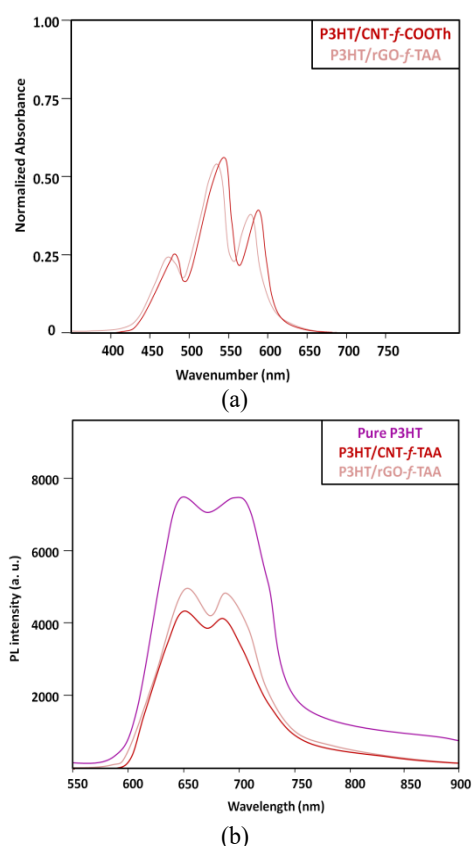 P3HT/CNT-f-COOTh
P3HT/rGO-f-TAA
1.00
0.75
0.50
0.25
0
Normalized Absorbance
400 450 500 550 600 650 700 750
Wavenumber (nm)
(a)
Pure P3HT
P3HT/CNT-f-TAA
P3HT/rGO-f-TAA
8000
6000
4000
2000
PL intensity (a. u.)
550 600 650 700 750 800 850 900
Wavelength (nm)
(b)